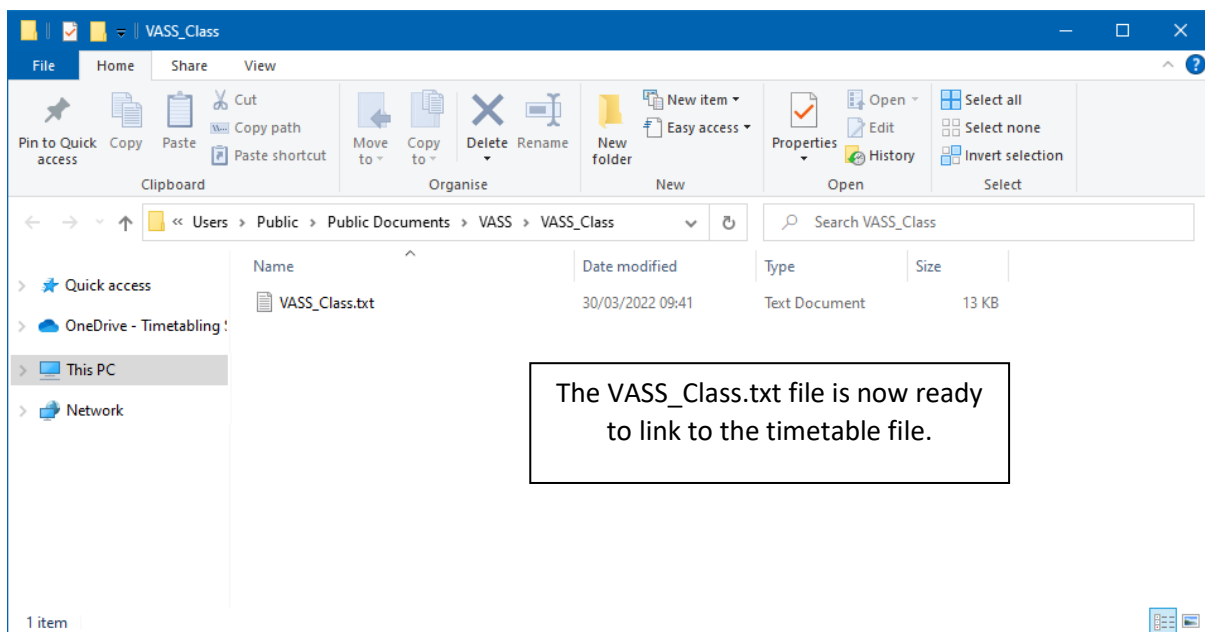 VASS_Class
File Home Share View
Pin to Quick access
Copy
Paste
Cut
Copy path
Paste shortcut
Move to
Copy to
Delete
Rename
New folder
New item
Easy access
Properties
Open
Edit
History
Select all
Select none
Invert selection
Clipboard Organise New Open Select
« Users > Public > Public Documents > VASS > VASS_Class
Search VASS_Class
Name Date modified Type Size
Quick access
VASS_Class.txt 30/03/2022 09:41 Text Document 13 KB
OneDrive - Timetabling
This PC
Network
The VASS_Class.txt file is now ready
to link to the timetable file.
1 item